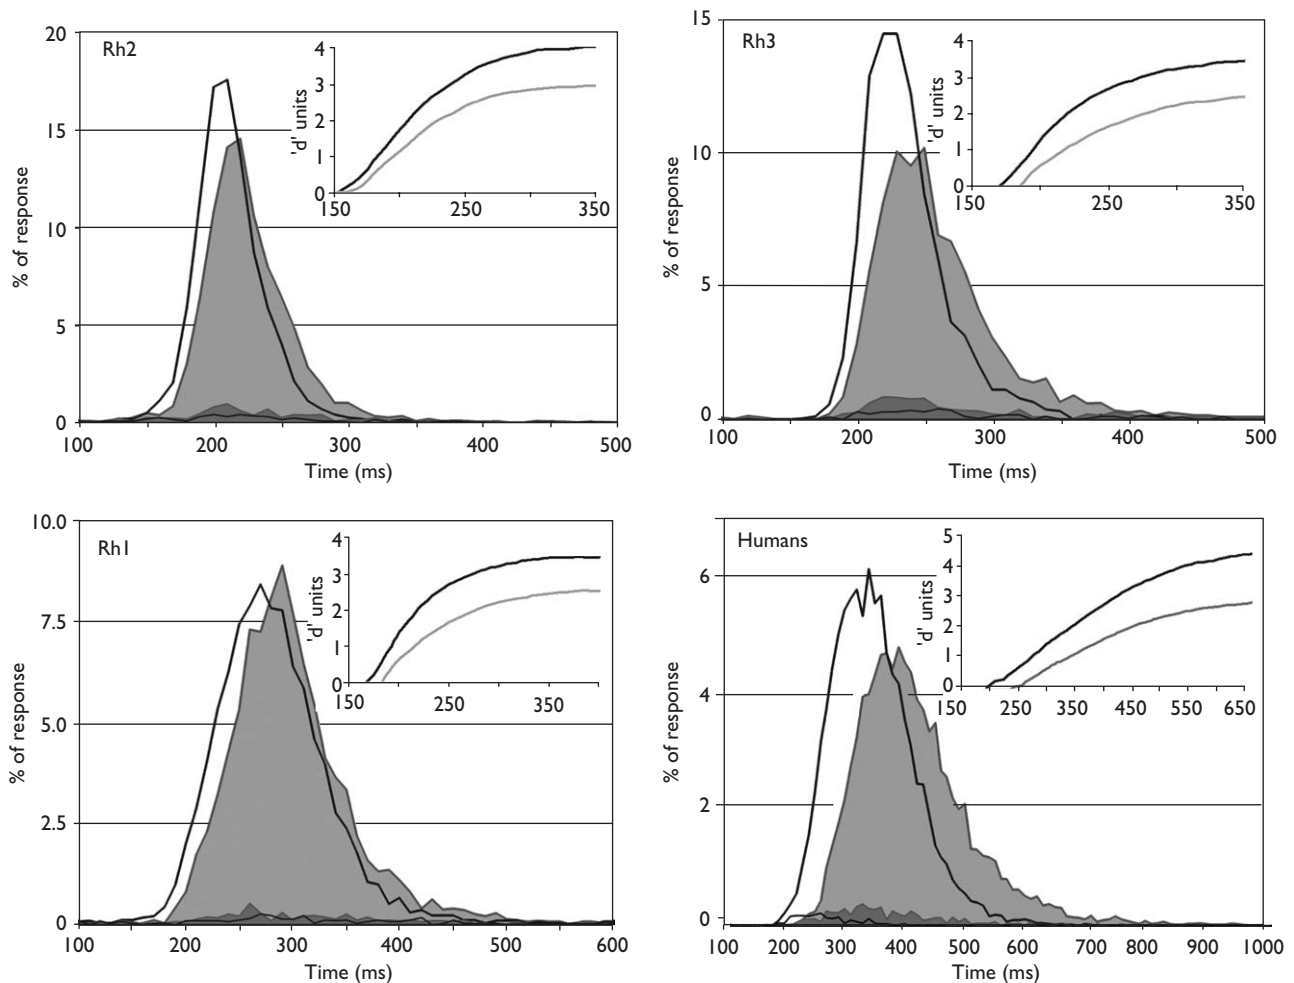 Rh2
% of response
20
15
10
5
0
100 200 300 400 500
Time (ms)
'd' units
4
3
2
1
0
150 250 350
Rh3
% of response
15
10
5
0
100 200 300 400 500
Time (ms)
'd' units
4
3
2
1
0
150 250 350
Rh1
% of response
10.0
7.5
5.0
2.5
0
100 200 300 400 500 600
Time (ms)
'd' units
4
3
2
1
0
150 250 350
Humans
% of response
6
4
2
0
100 200 300 400 500 600 700 800 900 1000
Time (ms)
'd' units
5
4
3
2
1
0
150 250 350 450 550 650